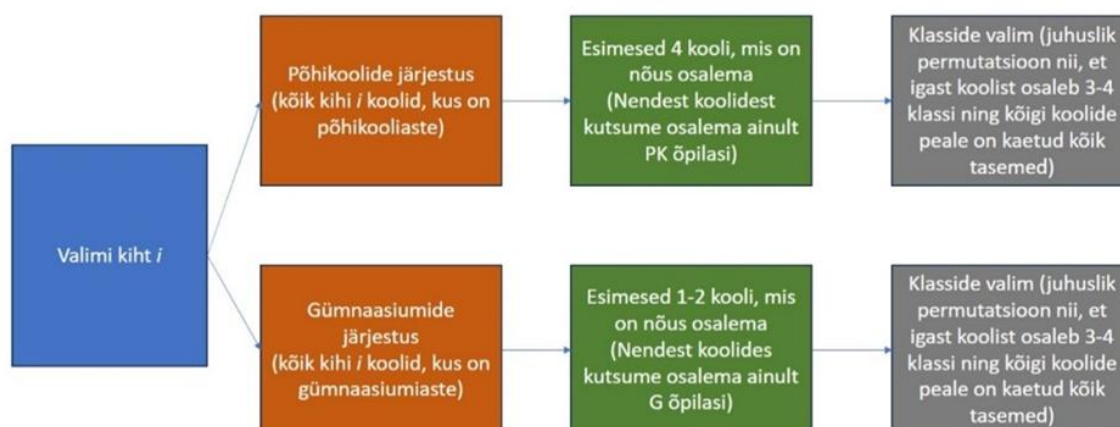 Valimi kiht i
Põhikoolide järjestus
(kõik kihi i koolid, kus on
põhikooliaste)
Esimesed 4 kooli, mis on
nõus osalema
(Nendest koolidest
kutsume osalema ainult
PK õpilasi)
Klasside valim (juhuslik
permutatsioon nii, et
igast koolist osaleb 3-4
klassi ning kõigi koolide
peale on kaetud kõik
tasemed)
Gümnaasiumide
järjestus
(kõik kihi i koolid, kus on
gümnaasiumiaste)
Esimesed 1-2 kooli, mis
on nõus osalema
(Nendest koolides
kutsume osalema ainult
G õpilasi)
Klasside valim (juhuslik
permutatsioon nii, et
igast koolist osaleb 3-4
klassi ning kõigi koolide
peale on kaetud kõik
tasemed)